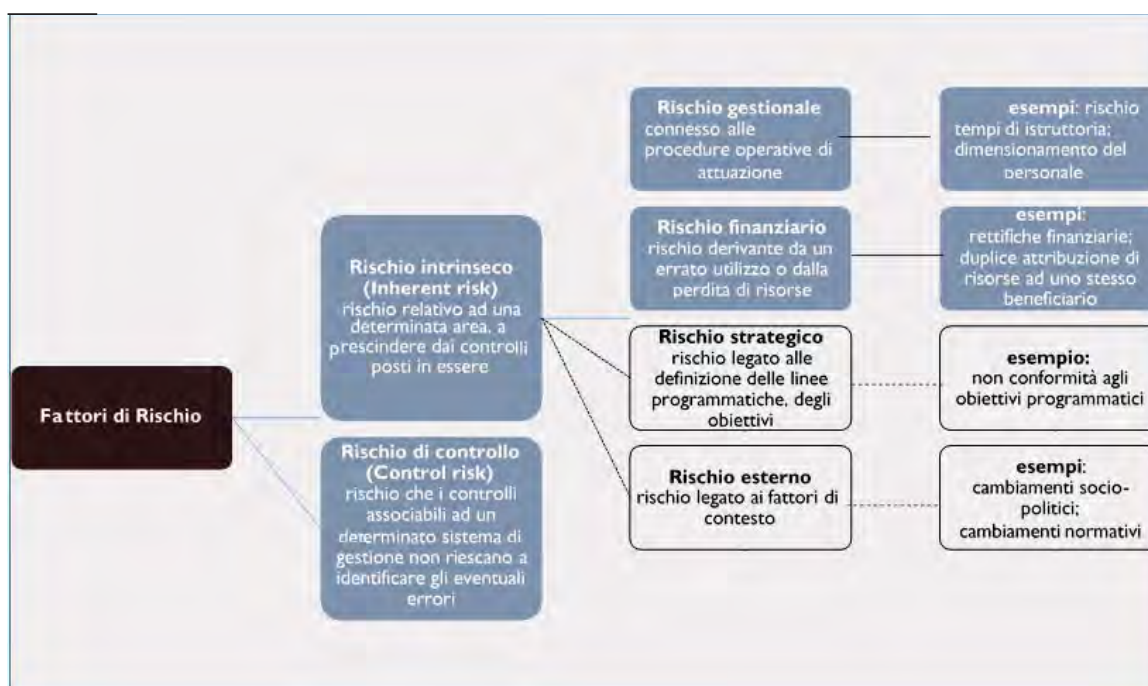 Fattori di Rischio
Rischio intrinseco
(Inherent risk)
rischio relativo ad una
determinata area, a
prescindere dai controlli
posti in essere
Rischio di controllo
(Control risk)
rischio che i controlli
associabili ad un
determinato sistema di
gestione non riescano a
identificare gli eventuali
errori
Rischio gestionale
connesso alle
procedure operative di
attuazione
esempi: rischio
tempi di istruttoria;
dimensionamento del
personale
Rischio finanziario
rischio derivante da un
errato utilizzo o dalla
perdita di risorse
esempi:
rettifiche finanziarie;
duplice attribuzione di
risorse ad uno stesso
beneficiario
Rischio strategico
rischio legato alle
definizione delle linee
programmatiche, degli
obiettivi
esempio:
non conformità agli
obiettivi programmatici
Rischio esterno
rischio legato ai fattori di
contesto
esempi:
cambiamenti socio-
politici;
cambiamenti normativi